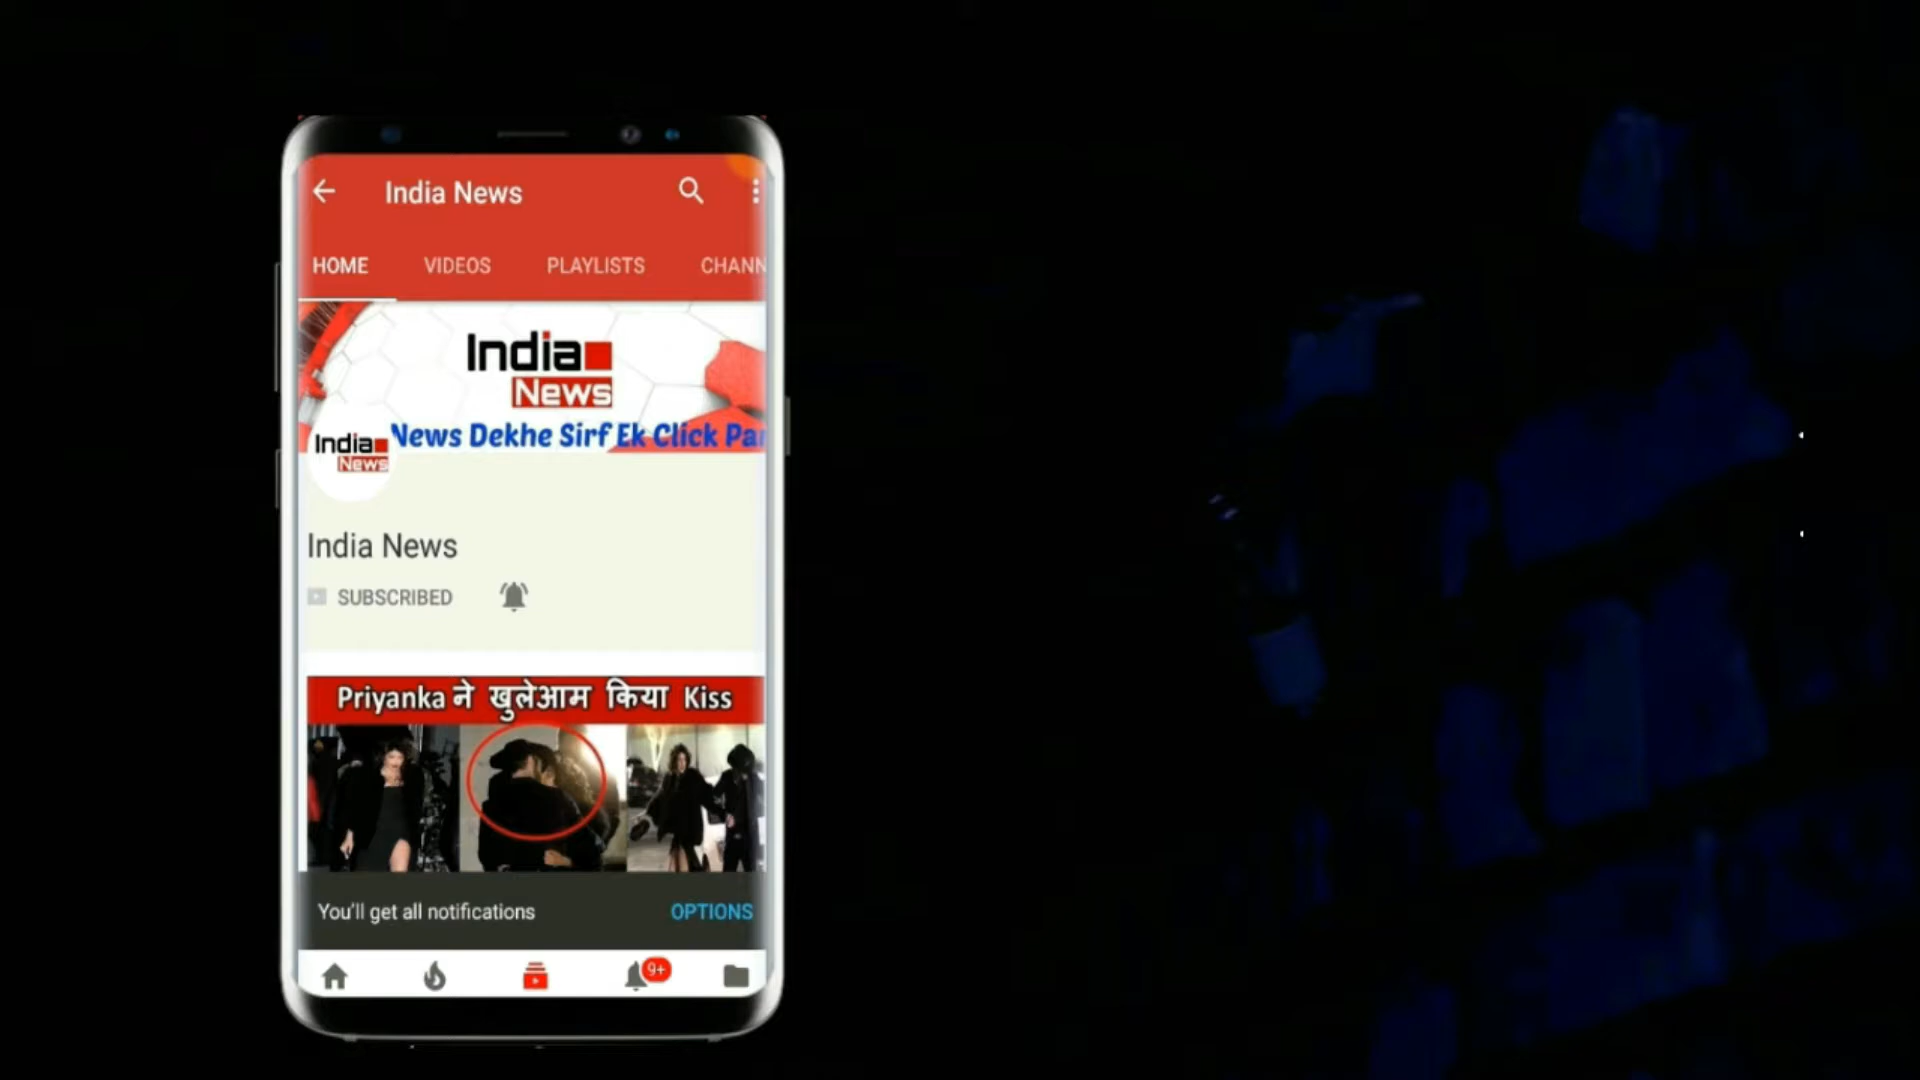 India News
HOME VIDEOS PLAYLISTS CHANN
India
News
News Dekhe Sirf Ek Click Par
India
News
India News
SUBSCRIBED
Priyanka ने खुलेआम किया Kiss
You'll get all notifications OPTIONS
9+